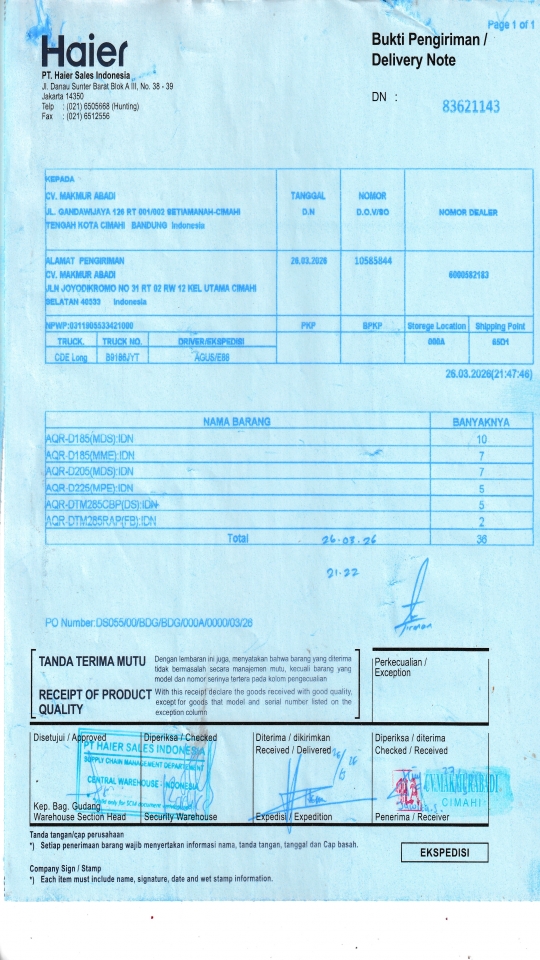 Page 1 of 1
Haier
Bukti Pengiriman /
Delivery Note
PT. Haier Sales Indonesia
Jl. Danau Sunter Barat Blok A III, No. 38 - 39
Jakarta 14350
Telp : (021) 6505668 (Hunting)
Fax : (021) 6512556
DN : 83621143
KEPADA
CV. MAKMUR ABADI
JL. GANDAWIJAYA 126 RT 001/002 SETIAMANAH-CIMAHI
TENGAH KOTA CIMAHI BANDUNG Indonesia
TANGGAL
D.N
NOMOR
D.O.V/SO
NOMOR DEALER
ALAMAT PENGIRIMAN
CV. MAKMUR ABADI
JLN JOYODIKROMO NO 31 RT 02 RW 12 KEL UTAMA CIMAHI
SELATAN 40533 Indonesia
26.03.2026
10585844
6000582183
NPWP:0311905533421000
PKP
SPKP
Storege Location
Shipping Point
TRUCK.
TRUCK NO.
DRIVER/EKSPEDISI
000A
65D1
CDE Long
B9186JYT
AGUS/E68
26.03.2026(21:47:46)
NAMA BARANG BANYAKNYA
AQR-D185(MDS):IDN 10
AQR-D185(MME):IDN 7
AQR-D205(MDS):IDN 7
AQR-D225(MPE):IDN 5
AQR-DTM265CBP(DS):IDN 5
AQR-DTM265RAP(FB):IDN 2
Total 36
26-03-26
21.22
PO Number:DS055/00/BDG/BDG/000A/0000/03/26
TANDA TERIMA MUTU
Dengan lembaran ini juga, menyatakan bahwa barang yang diterima
tidak bermasalah secara manajemen mutu, kecuali barang yang
model dan nomor serinya tertera pada kolom pengecualian
RECEIPT OF PRODUCT
QUALITY
With this receipt declare the goods received with good quality,
except for goods that model and serial number listed on the
exception column
Perkecualian /
Exception
Disetujui / Approved
Diperiksa / Checked
Diterima / dikirimkan
Received / Delivered
Diperiksa / diterima
Checked / Received
PT HAIER SALES INDONESIA
SUPPLY CHAIN MANAGEMENT DEPARTEMENT
CENTRAL WAREHOUSE - INDONESIA
CV.MAKMUR ABADI
CIMAHI
Kep. Bag. Gudang
Warehouse Section Head
Security Warehouse
Expedisi / Expedition
Penerima / Receiver
Tanda tangan/cap perusahaan
*) Setiap penerimaan barang wajib menyertakan informasi nama, tanda tangan, tanggal dan Cap basah.
EKSPEDISI
Company Sign / Stamp
*) Each item must include name, signature, date and wet stamp information.